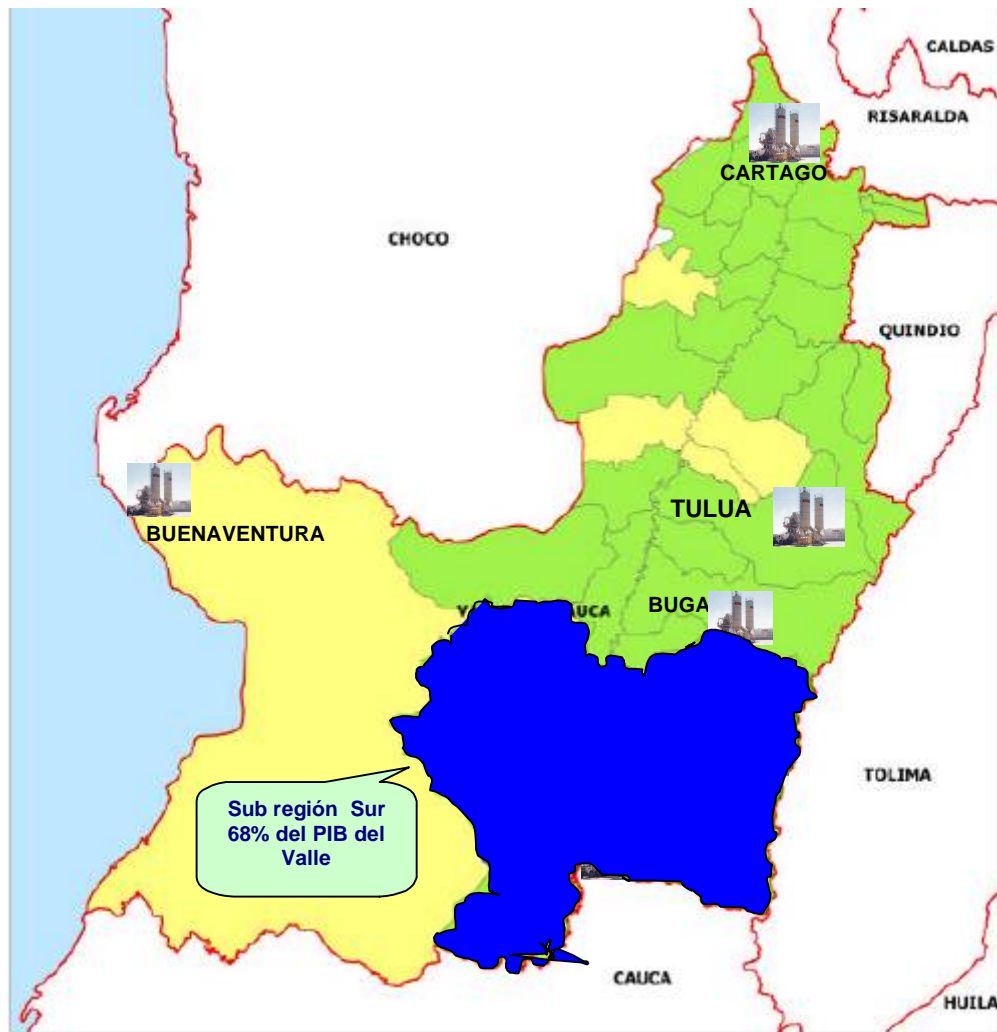 CALDAS
RISARALDA
CARTAGO
CHOCO
QUINDIO
TULUA
BUENAVENTURA
BUGA
AUCA
TOLIMA
Sub región Sur
68% del PIB del
Valle
CAUCA
HUILA